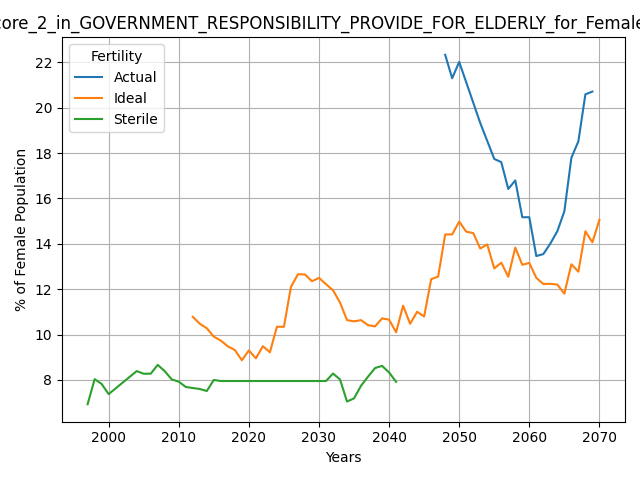 core_2_in_GOVERNMENT_RESPONSIBILITY_PROVIDE_FOR_ELDERLY_for_Female
Fertility
Actual
Ideal
Sterile
22
20
18
16
14
12
10
8
% of Female Population
2000 2010 2020 2030 2040 2050 2060 2070
Years